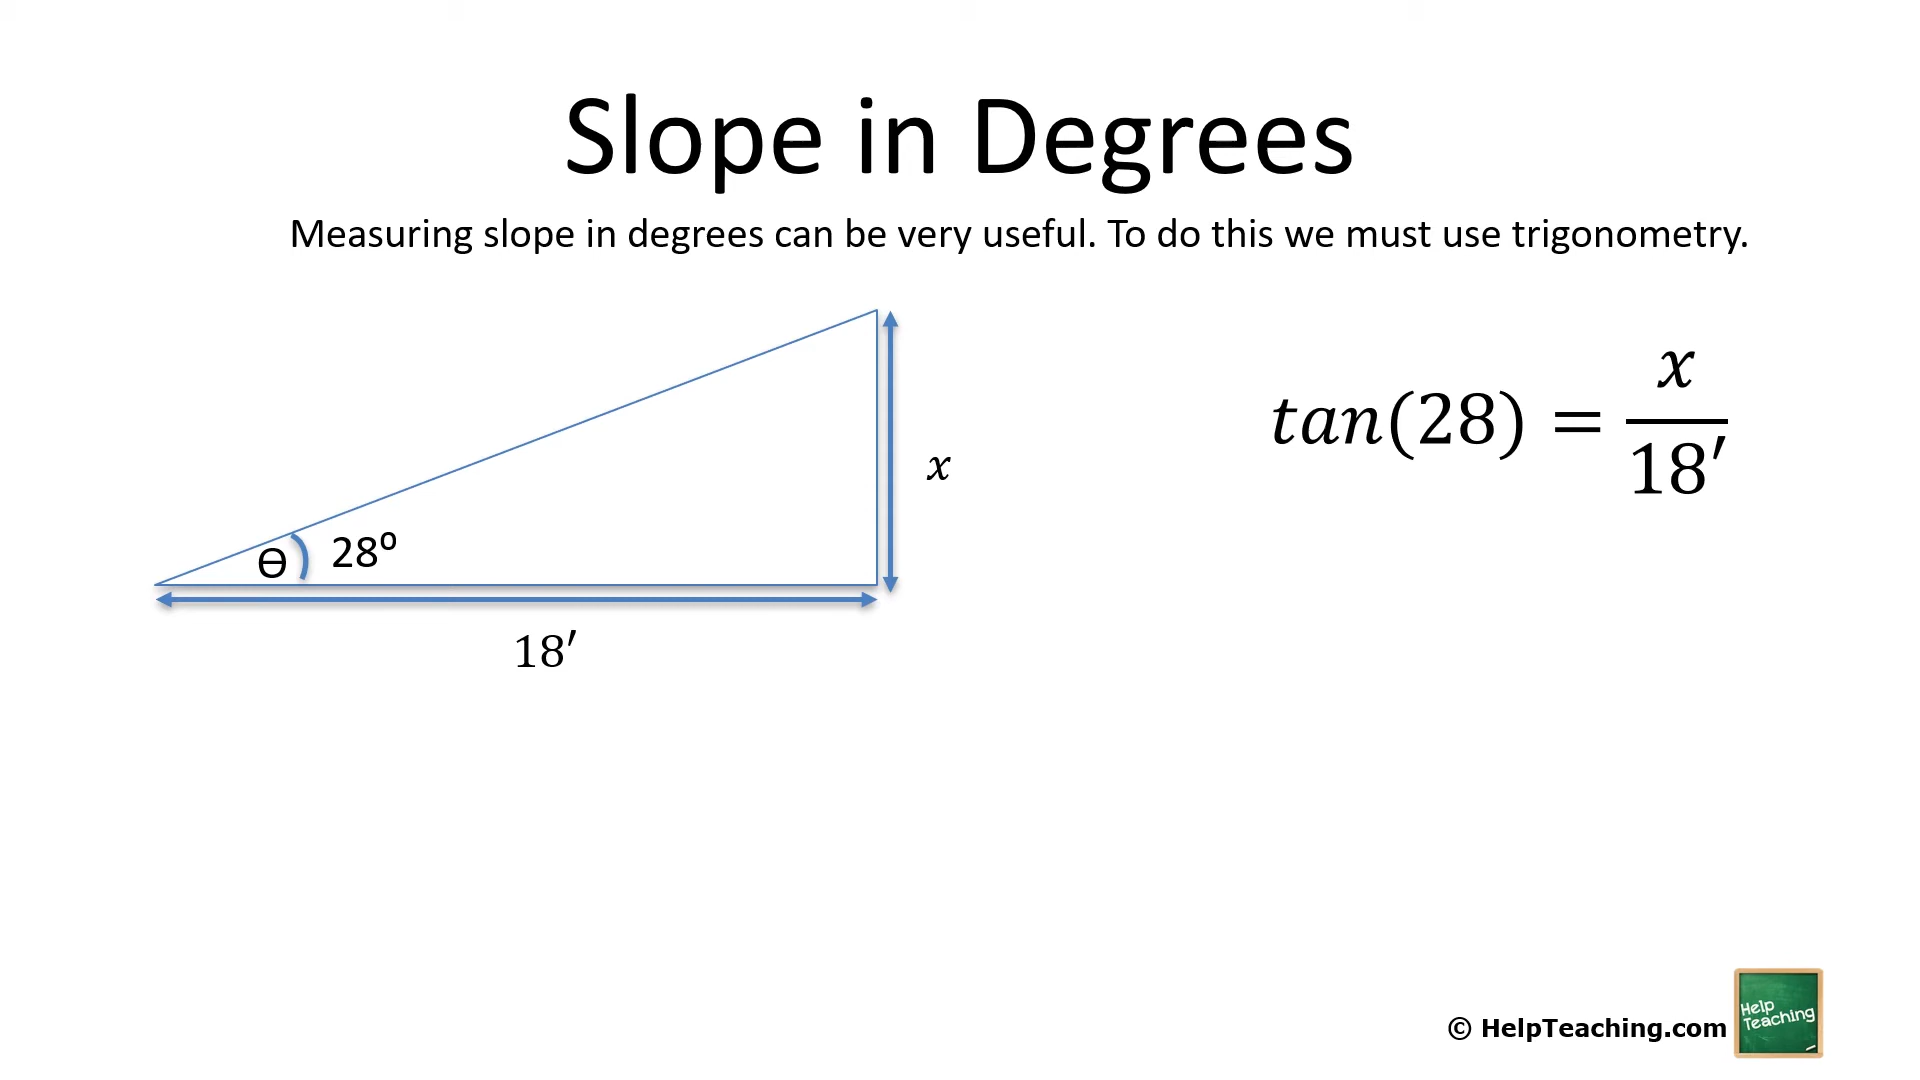 Slope in Degrees
Measuring slope in degrees can be very useful. To do this we must use trigonometry.
tan(28) = x/18′
x
Ɵ 28⁰
18′
© HelpTeaching.com
Help
Teaching